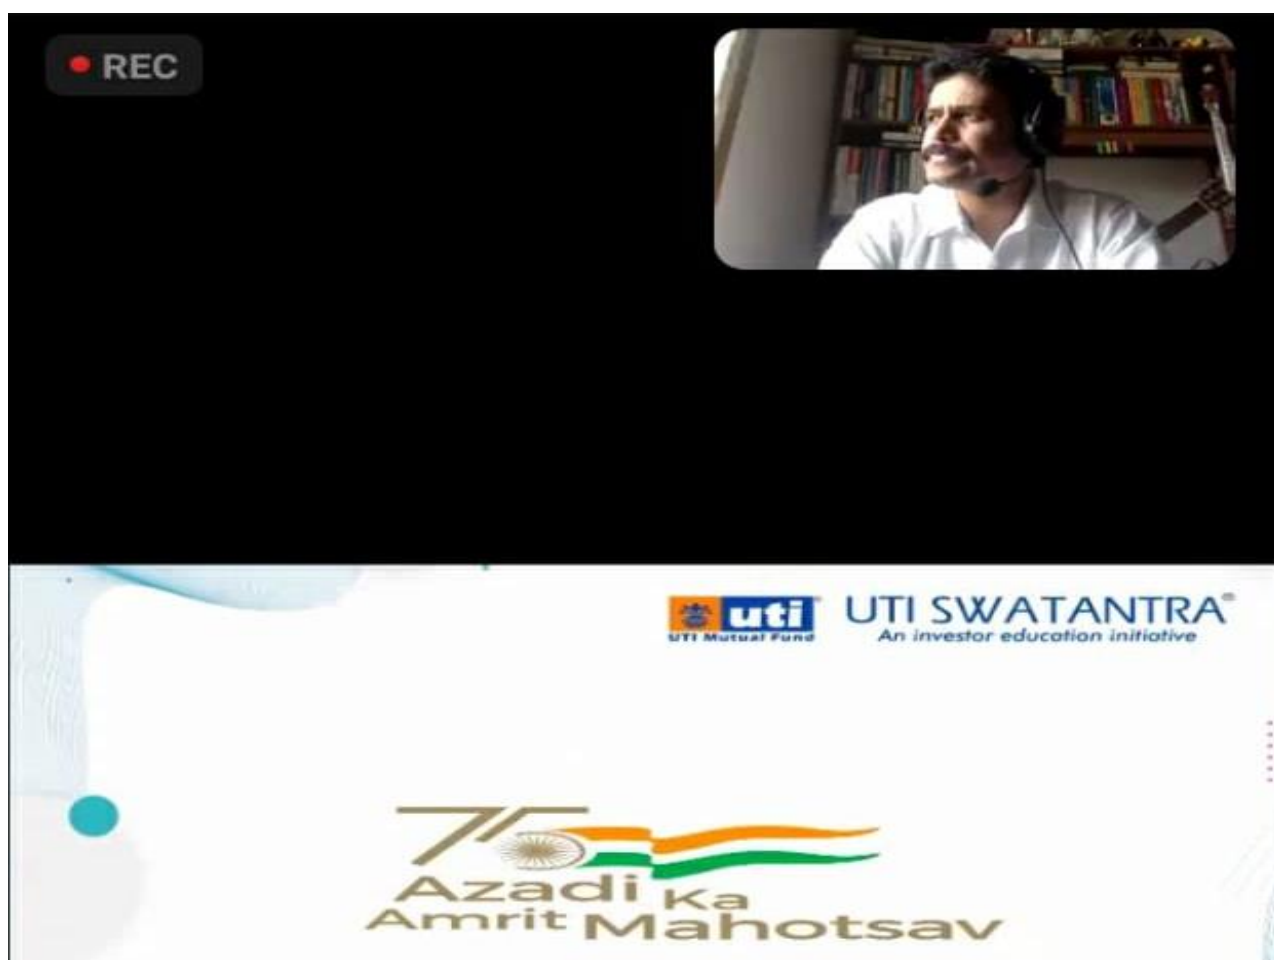 REC
uti UTI SWATANTRA®
UTI Mutual Fund An investor education initiative
75
Azadi Ka
Amrit Mahotsav